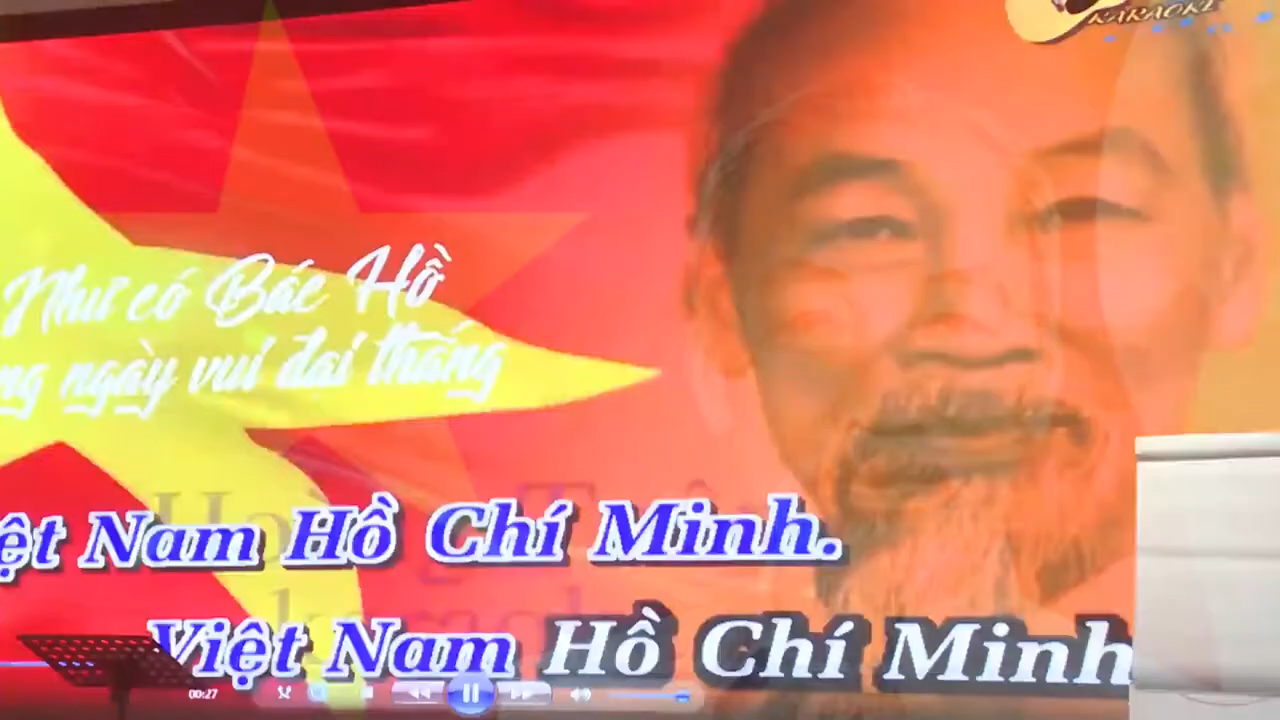 KARAOKE
Như có Bác Hồ
ngày vui đại thắng
Nam Hồ Chí Minh.
Việt Nam Hồ Chí Minh
00:27